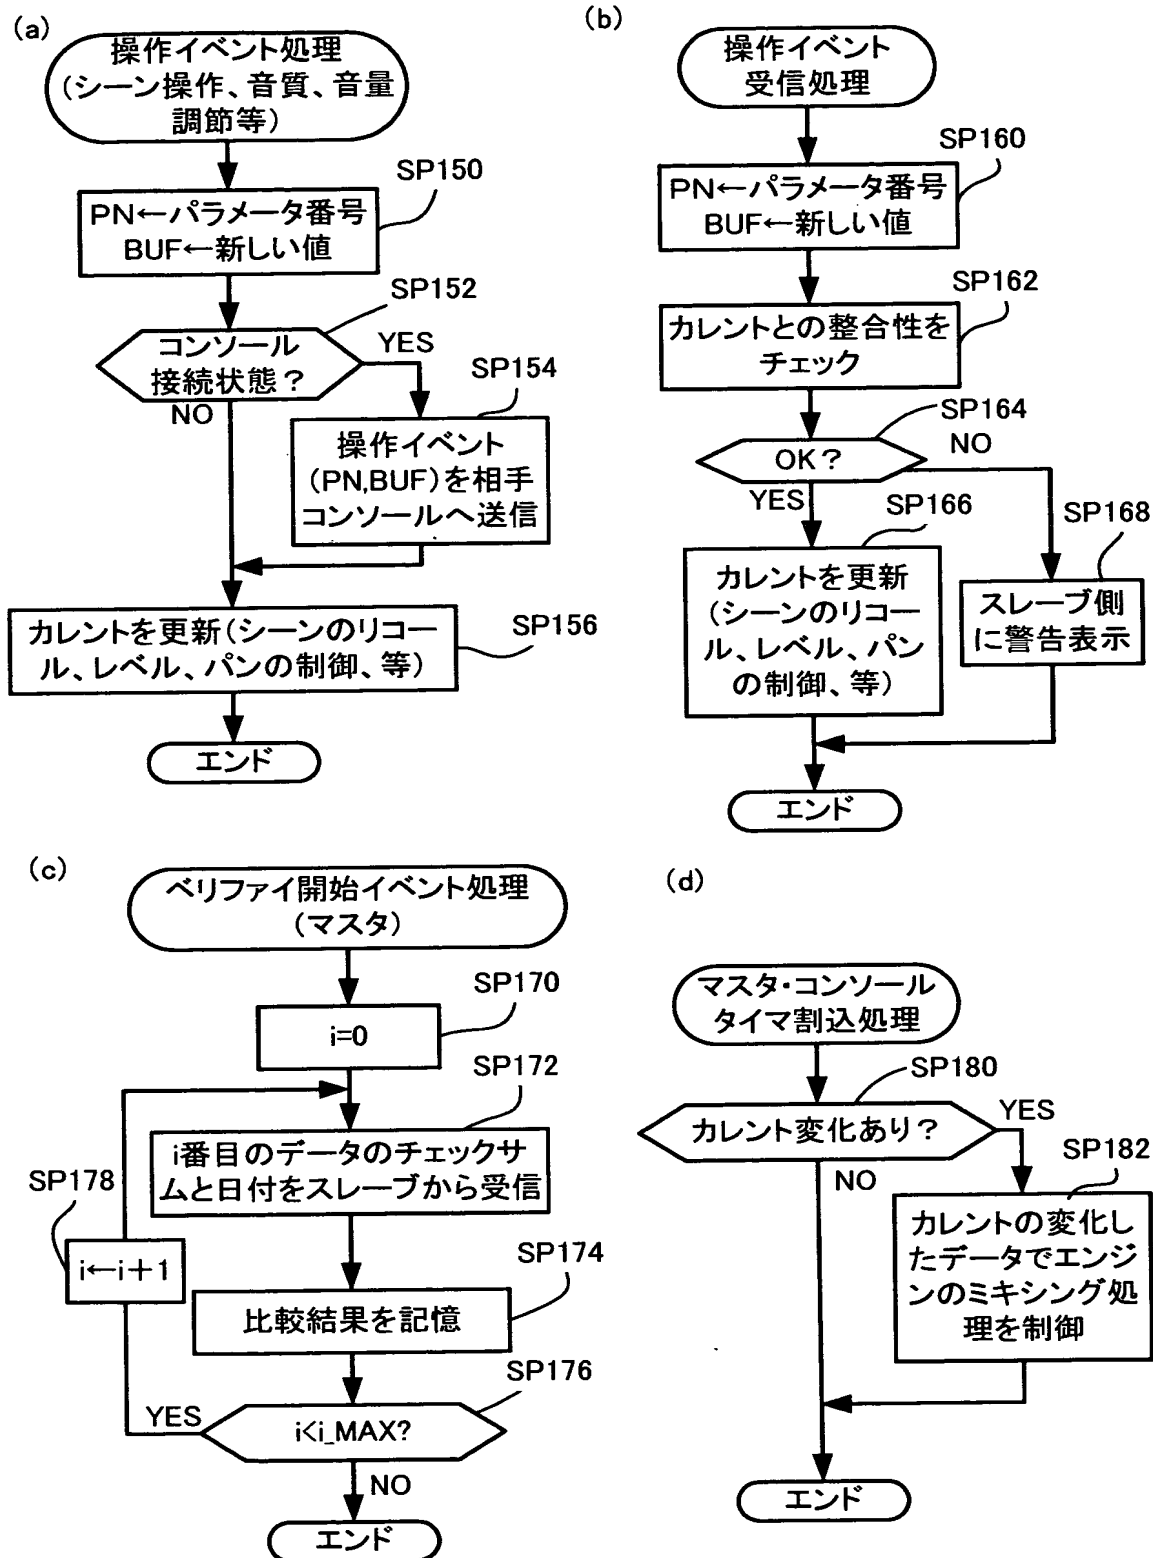 (a)
操作イベント処理
(シーン操作、音質、音量
調節等)
SP150
PN←パラメータ番号
BUF←新しい値
SP152
コンソール
接続状態？
YES
NO
SP154
操作イベント
(PN,BUF)を相手
コンソールへ送信
カレントを更新(シーンのリコー
ル、レベル、パンの制御、等)
SP156
エンド
(b)
操作イベント
受信処理
SP160
PN←パラメータ番号
BUF←新しい値
SP162
カレントとの整合性を
チェック
SP164
OK？
NO
YES
SP166
SP168
カレントを更新
(シーンのリコー
ル、レベル、パン
の制御、等)
スレーブ側
に警告表示
エンド
(c)
ベリファイ開始イベント処理
(マスタ)
SP170
i=0
SP172
i番目のデータのチェックサ
ムと日付をスレーブから受信
SP178
i←i＋1
SP174
比較結果を記憶
SP176
i<i_MAX?
YES
NO
エンド
(d)
マスタ・コンソール
タイマ割込処理
SP180
カレント変化あり？
YES
NO
SP182
カレントの変化し
たデータでエンジ
ンのミキシング処
理を制御
エンド